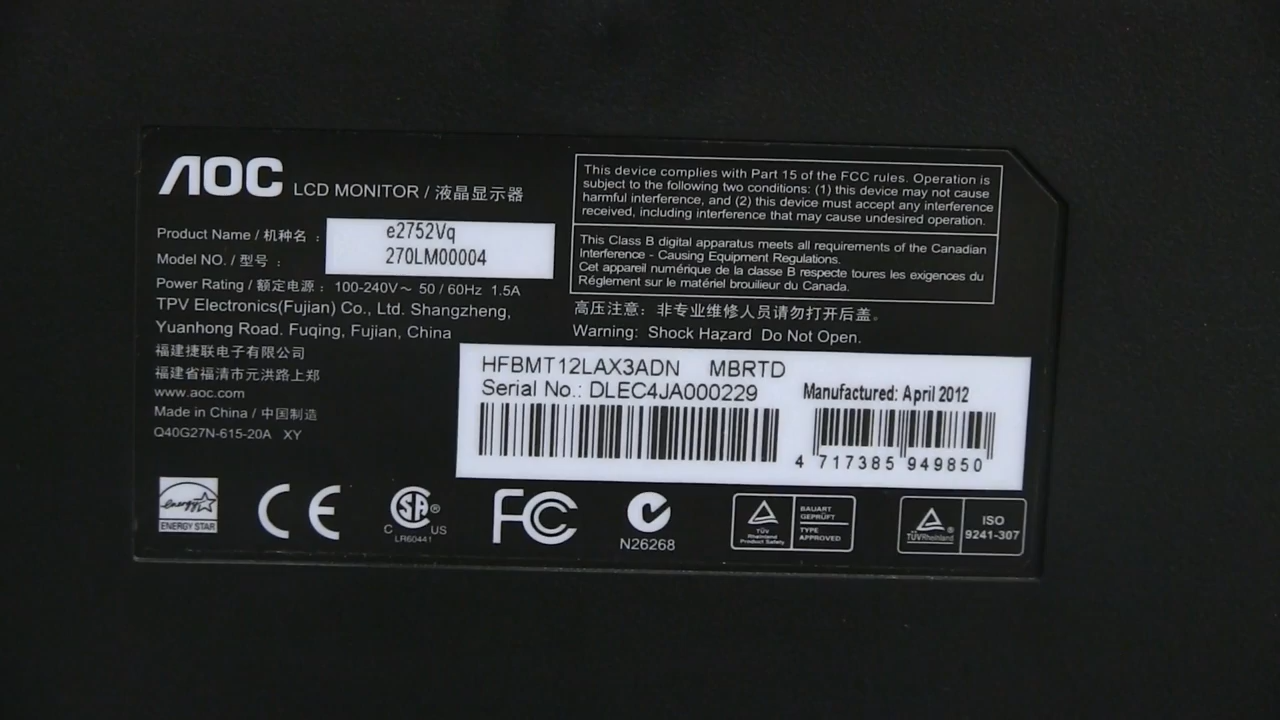 AOC LCD MONITOR / 液晶显示器
Product Name / 机种名 : e2752Vq
Model NO. / 型号 : 270LM00004
Power Rating / 额定电源 : 100-240V～ 50 / 60Hz 1.5A
TPV Electronics(Fujian) Co., Ltd. Shangzheng,
Yuanhong Road. Fuqing, Fujian, China
福建捷联电子有限公司
福建省福清市元洪路上郑
www.aoc.com
Made in China / 中国制造
Q40G27N-615-20A XY
This device complies with Part 15 of the FCC rules. Operation is
subject to the following two conditions: (1) this device may not cause
harmful interference, and (2) this device must accept any interference
received, including interference that may cause undesired operation.
This Class B digital apparatus meets all requirements of the Canadian
Interference - Causing Equipment Regulations.
Cet appareil numérique de la classe B respecte toures les exigences du
Réglement sur le matériel brouilieur du Canada.
高压注意：非专业维修人员请勿打开后盖。
Warning: Shock Hazard Do Not Open.
HFBMT12LAX3ADN MBRTD
Serial No.: DLEC4JA000229
Manufactured: April 2012
4 717385 949850
energy
ENERGY STAR
CE
SA ®
C US
LR60441
FC
N26268
TÜV
Rheinland
Product Safety
BAUART
GEPRÜFT
TYPE
APPROVED
TÜVRheinland ®
ISO
9241-307